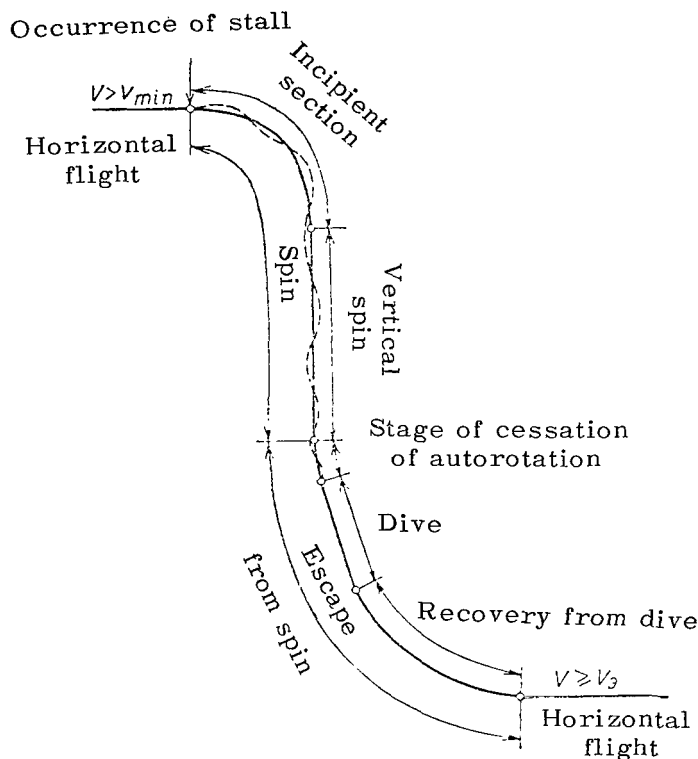 Occurrence of stall
V>Vmin
Incipient
section
Horizontal
flight
Spin
Vertical
spin
Stage of cessation
of autorotation
Dive
Escape
from spin
Recovery from dive
V⩾Vэ
Horizontal
flight